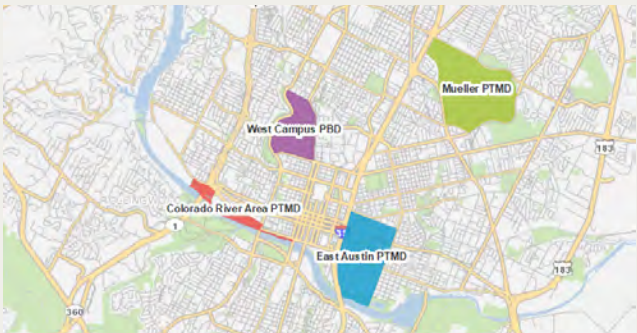 Mueller PTMD
West Campus PBD
183
Colorado River Area PTMD
1
35
East Austin PTMD
183
360